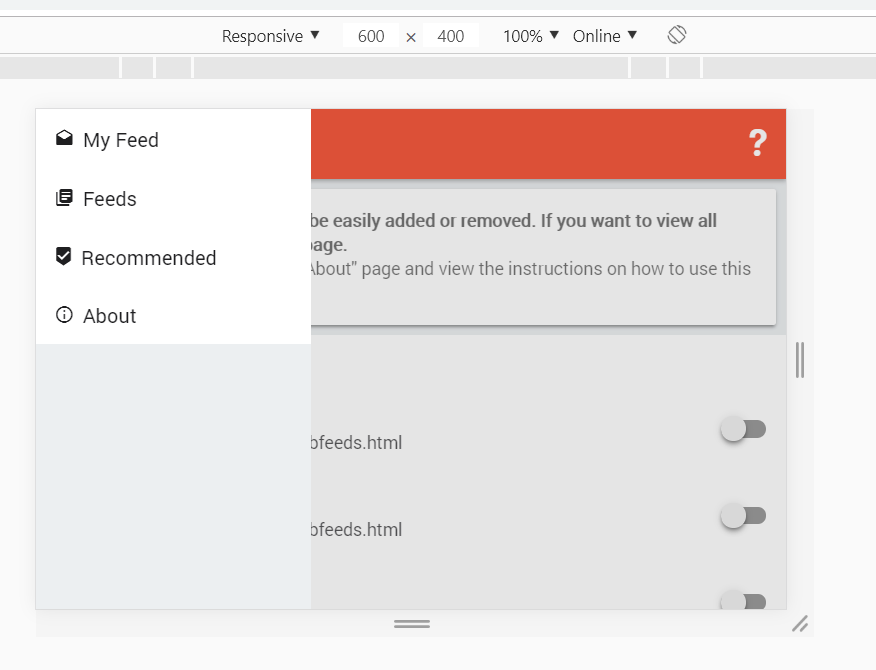 Responsive ▼ 600 × 400 100% ▼ Online ▼
My Feed
?
Feeds
be easily added or removed. If you want to view all
page.
Recommended
About" page and view the instructions on how to use this
About
bfeeds.html
bfeeds.html